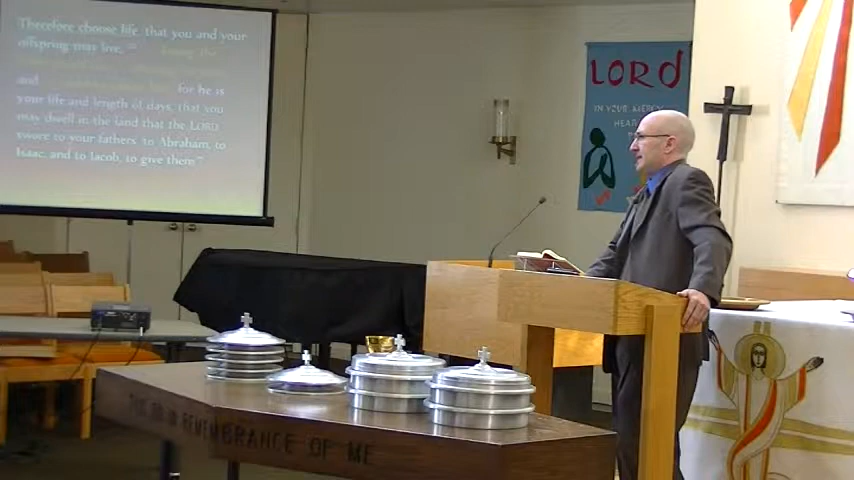 Therefore choose life, that you and your
offspring may live,
and for he is
your life and length of days, that you
may dwell in the land that the LORD
swore to your fathers, to Abraham, to
Isaac, and to Jacob, to give them."
LORD
IN YOUR MERCY
HEAR
IN REMEMBRANCE OF ME